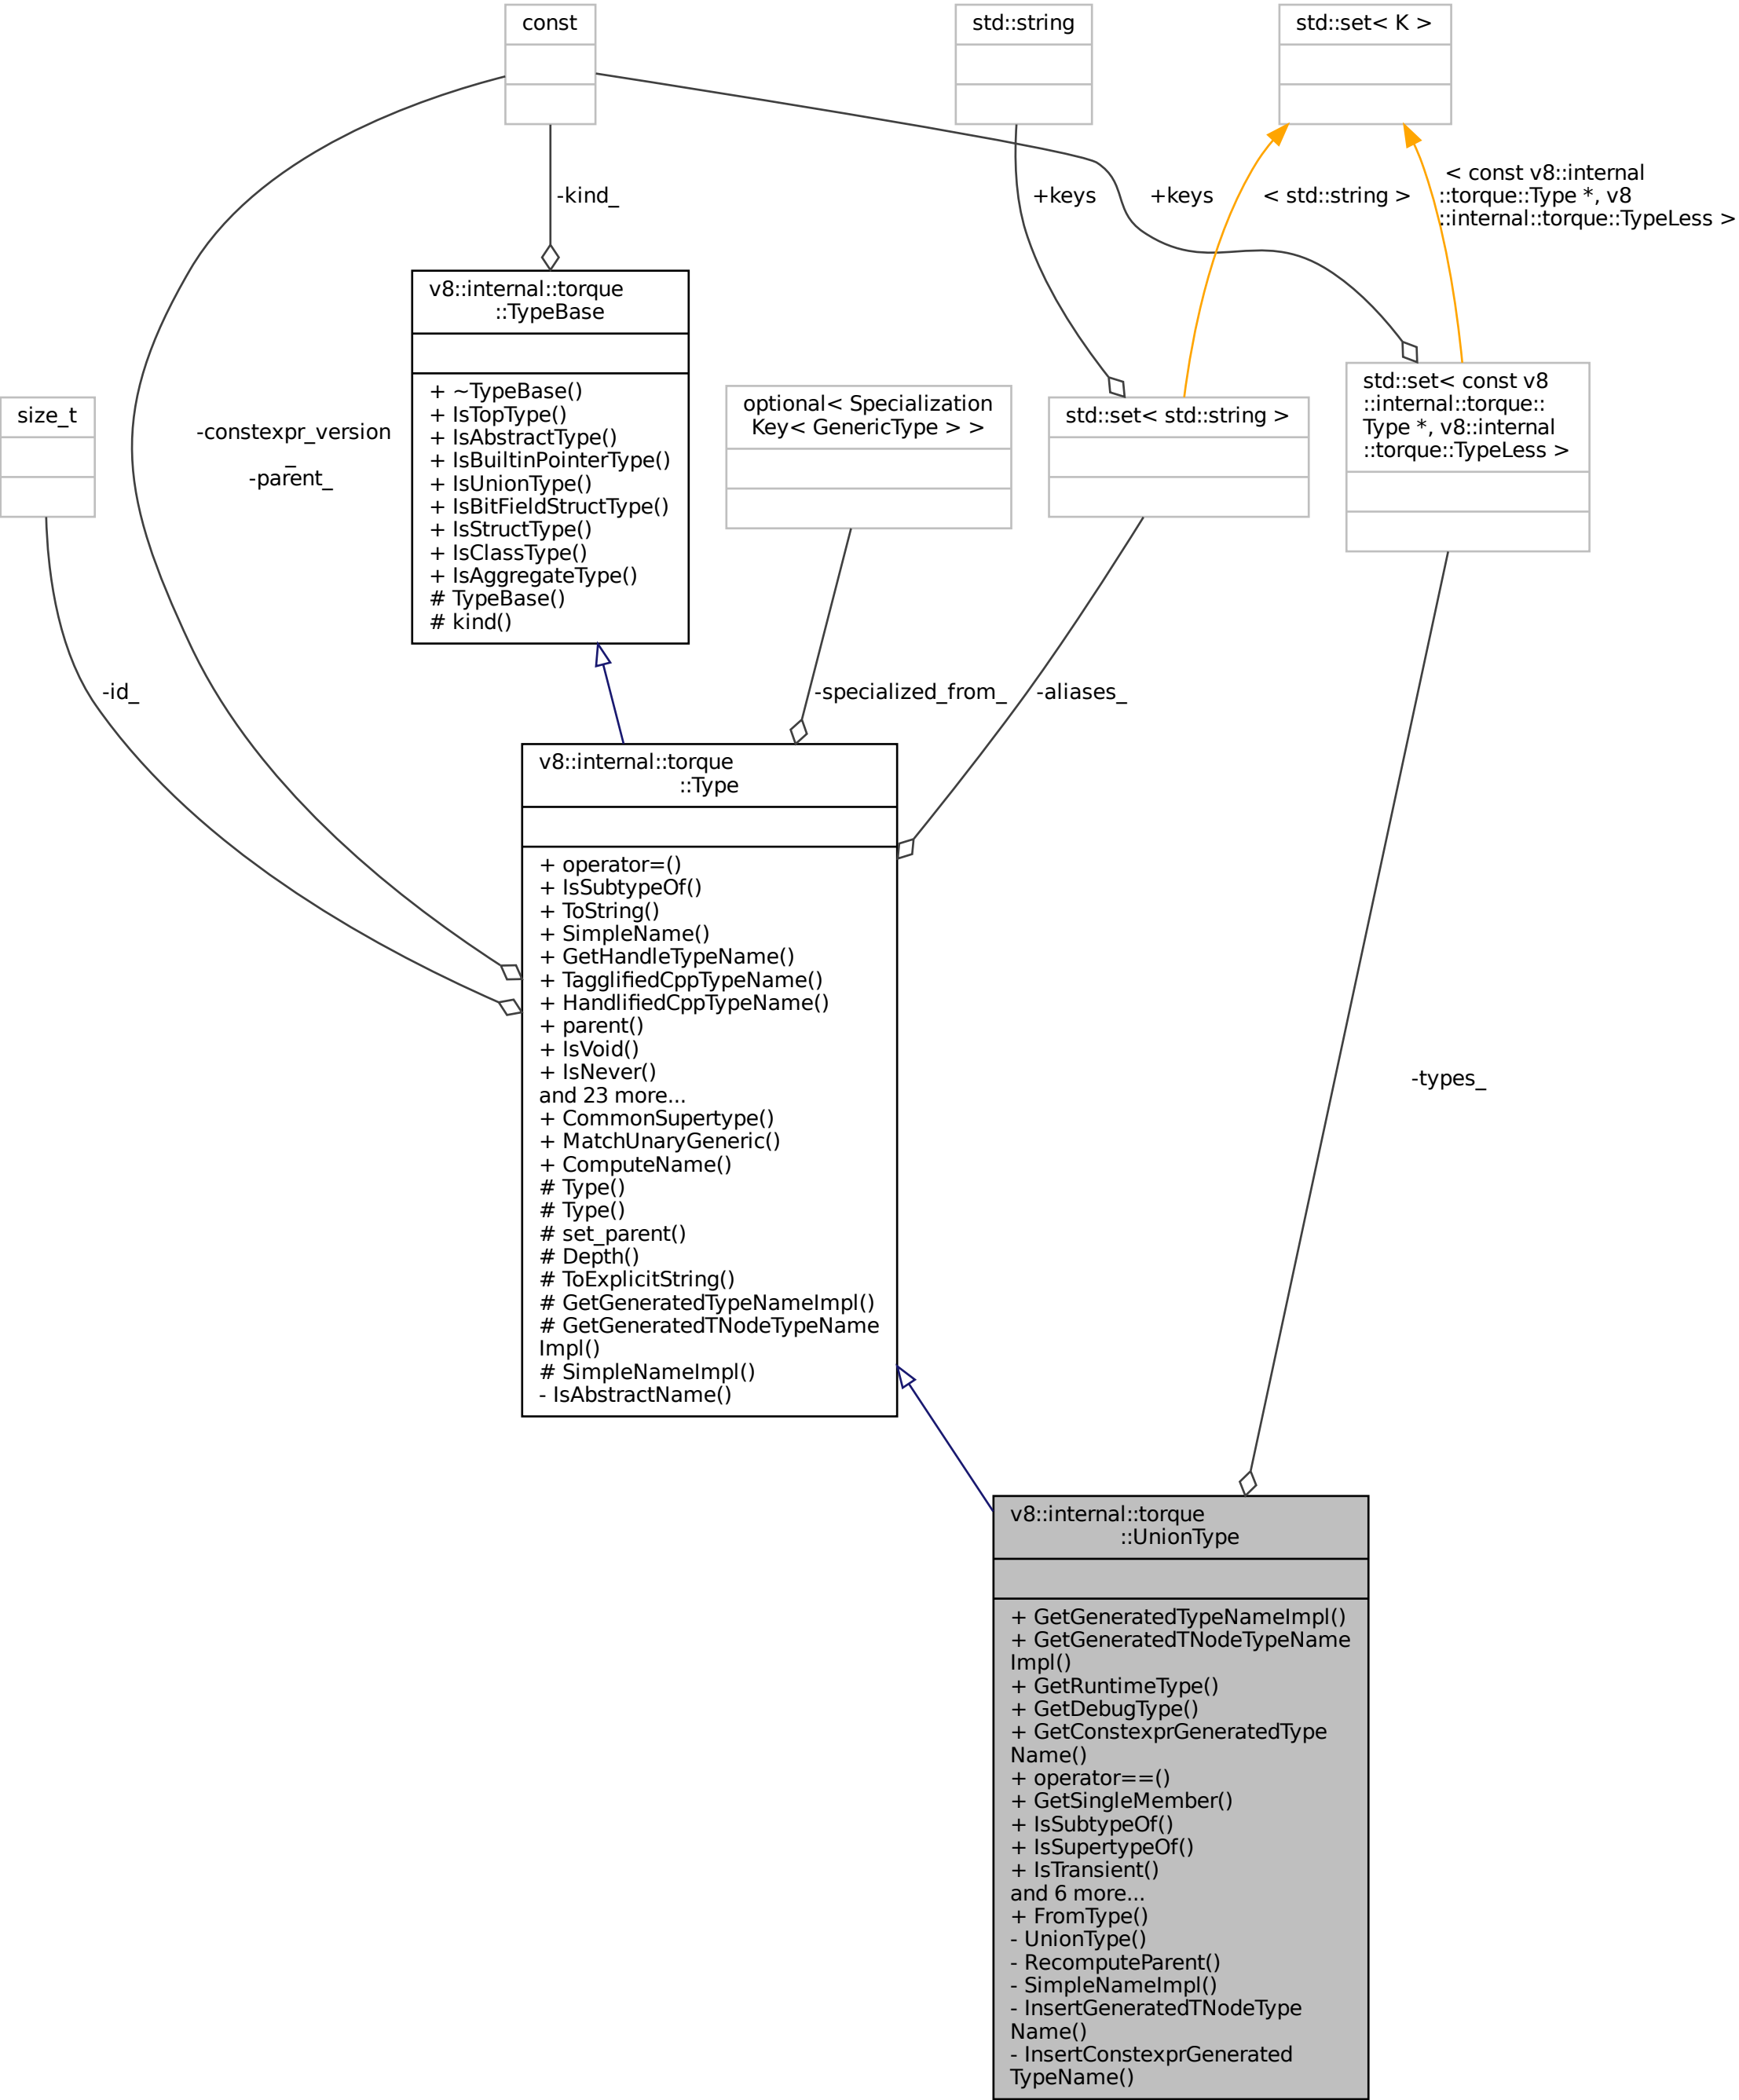 const
std::string
std::set< K >
-kind_
+keys
+keys
< std::string >
< const v8::internal
::torque::Type *, v8
::internal::torque::TypeLess >
v8::internal::torque
::TypeBase
+ ~TypeBase()
+ IsTopType()
+ IsAbstractType()
+ IsBuiltinPointerType()
+ IsUnionType()
+ IsBitFieldStructType()
+ IsStructType()
+ IsClassType()
+ IsAggregateType()
# TypeBase()
# kind()
size_t
-constexpr_version
_
-parent_
optional< Specialization
Key< GenericType > >
std::set< std::string >
std::set< const v8
::internal::torque::
Type *, v8::internal
::torque::TypeLess >
-id_
-specialized_from_
-aliases_
v8::internal::torque
::Type
+ operator=()
+ IsSubtypeOf()
+ ToString()
+ SimpleName()
+ GetHandleTypeName()
+ TagglifiedCppTypeName()
+ HandlifiedCppTypeName()
+ parent()
+ IsVoid()
+ IsNever()
and 23 more...
+ CommonSupertype()
+ MatchUnaryGeneric()
+ ComputeName()
# Type()
# Type()
# set_parent()
# Depth()
# ToExplicitString()
# GetGeneratedTypeNameImpl()
# GetGeneratedTNodeTypeName
Impl()
# SimpleNameImpl()
- IsAbstractName()
-types_
v8::internal::torque
::UnionType
+ GetGeneratedTypeNameImpl()
+ GetGeneratedTNodeTypeName
Impl()
+ GetRuntimeType()
+ GetDebugType()
+ GetConstexprGeneratedType
Name()
+ operator==()
+ GetSingleMember()
+ IsSubtypeOf()
+ IsSupertypeOf()
+ IsTransient()
and 6 more...
+ FromType()
- UnionType()
- RecomputeParent()
- SimpleNameImpl()
- InsertGeneratedTNodeType
Name()
- InsertConstexprGenerated
TypeName()